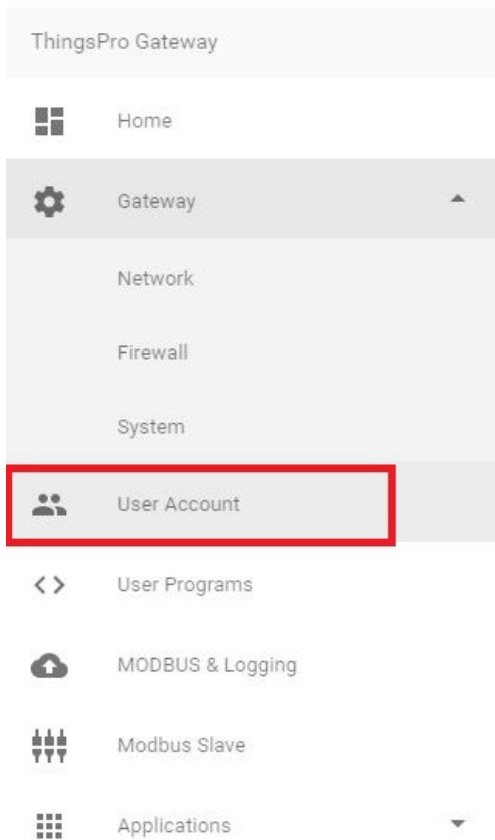 ThingsPro Gateway
Home
Gateway
Network
Firewall
System
User Account
User Programs
MODBUS & Logging
Modbus Slave
Applications